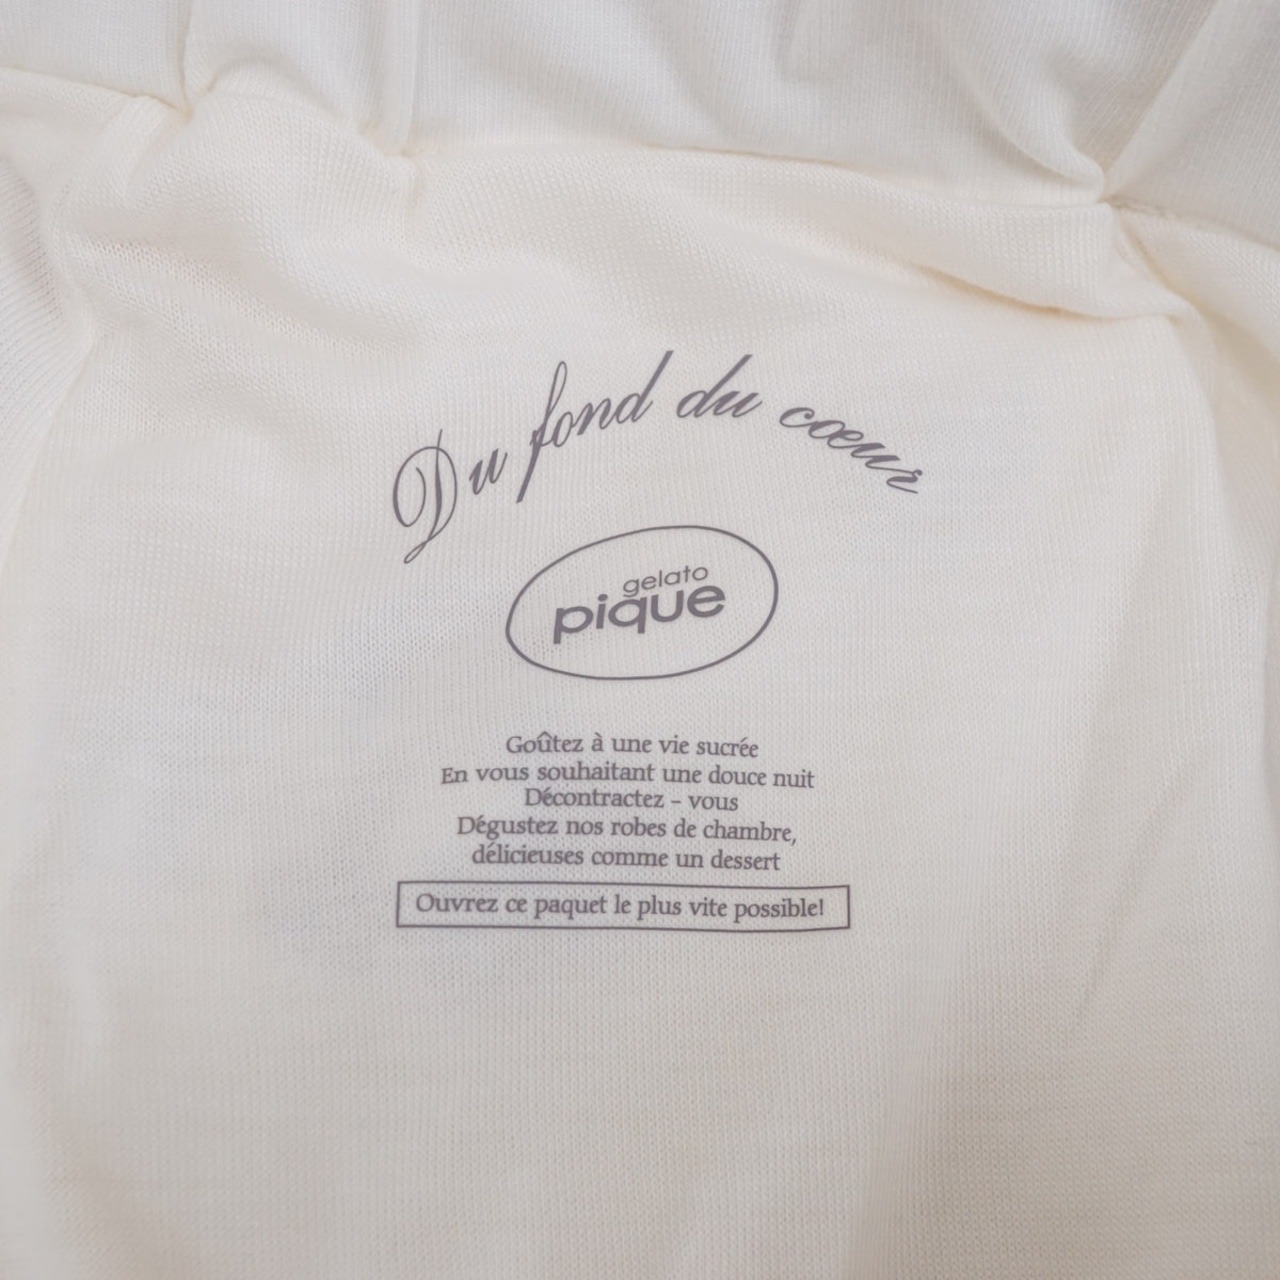 Du fond du cœur
gelato
pique
Goûtez à une vie sucrée
En vous souhaitant une douce nuit
Décontractez - vous
Dégustez nos robes de chambre,
délicieuses comme un dessert
Ouvrez ce paquet le plus vite possible!